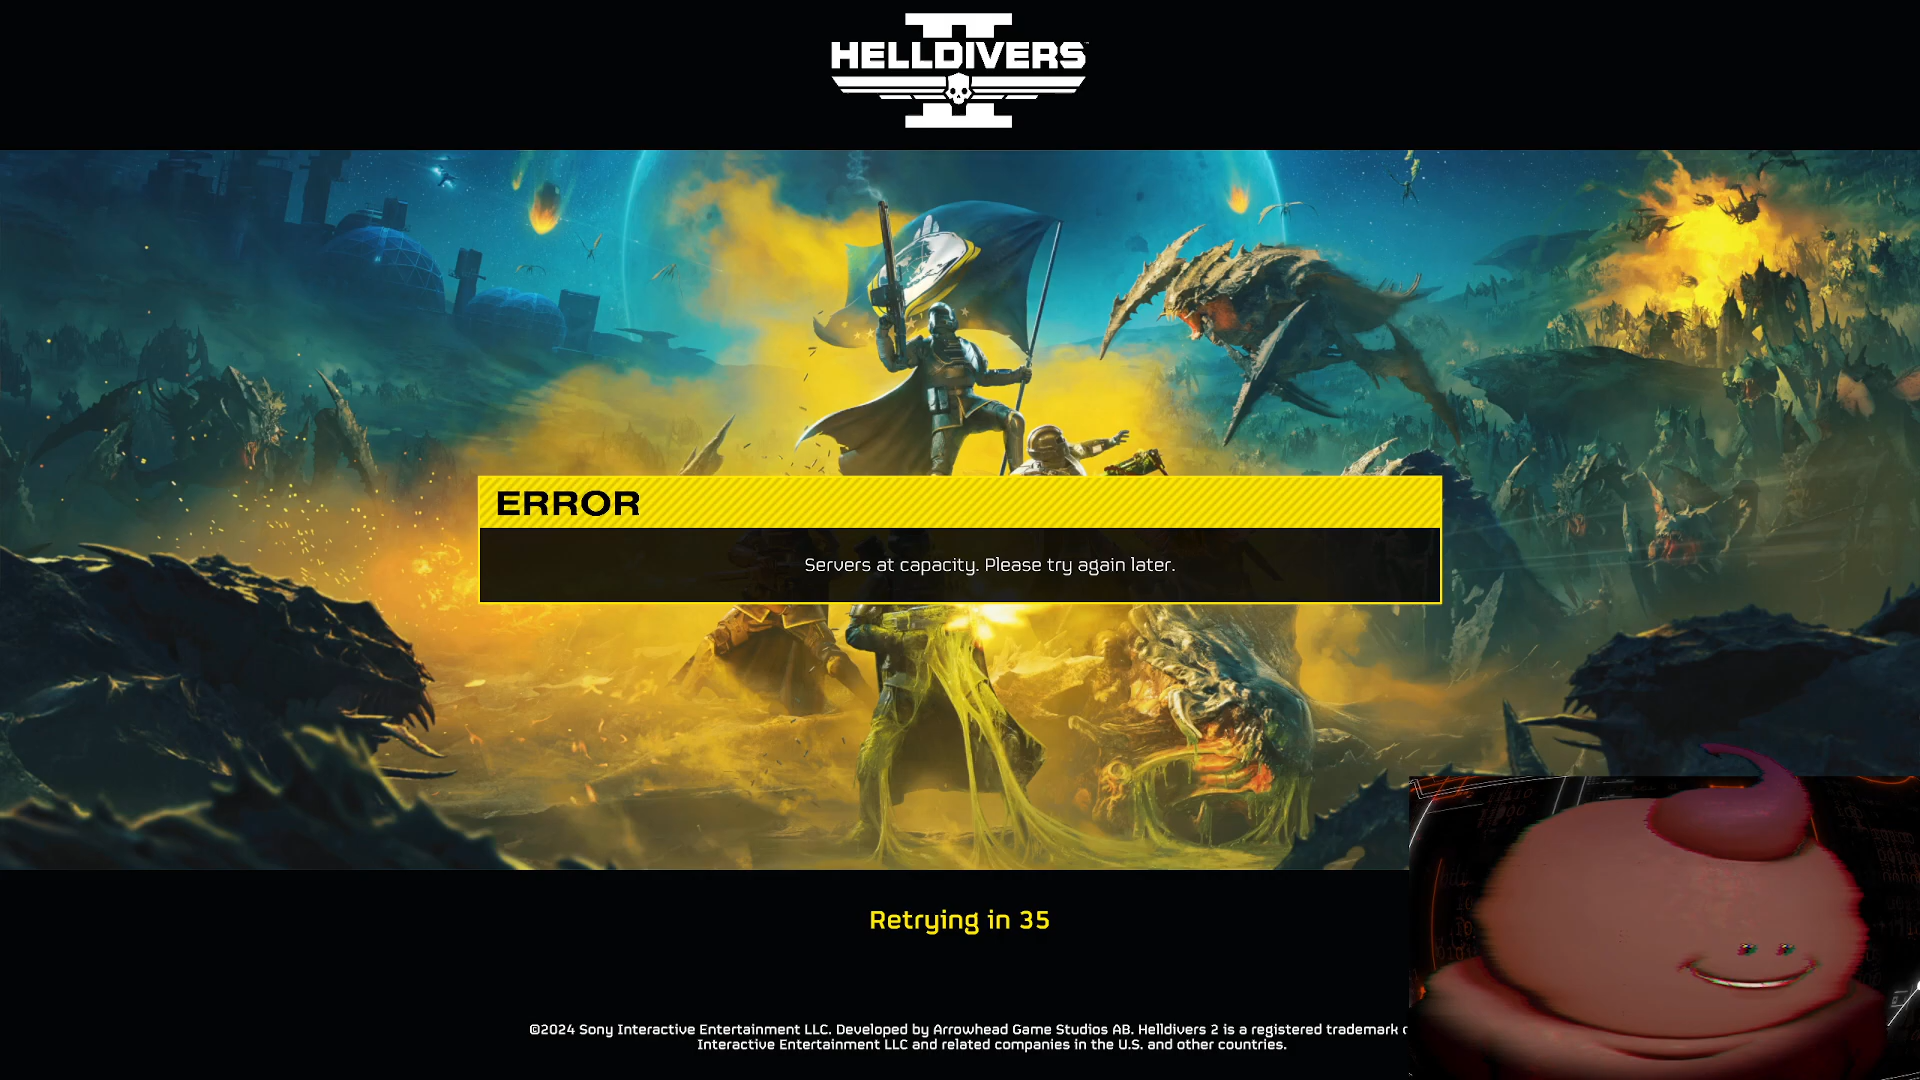 II
HELLDIVERS
ERROR
Servers at capacity. Please try again later.
Retrying in 35
©2024 Sony Interactive Entertainment LLC. Developed by Arrowhead Game Studios AB. Helldivers 2 is a registered trademark
Interactive Entertainment LLC and related companies in the U.S. and other countries.